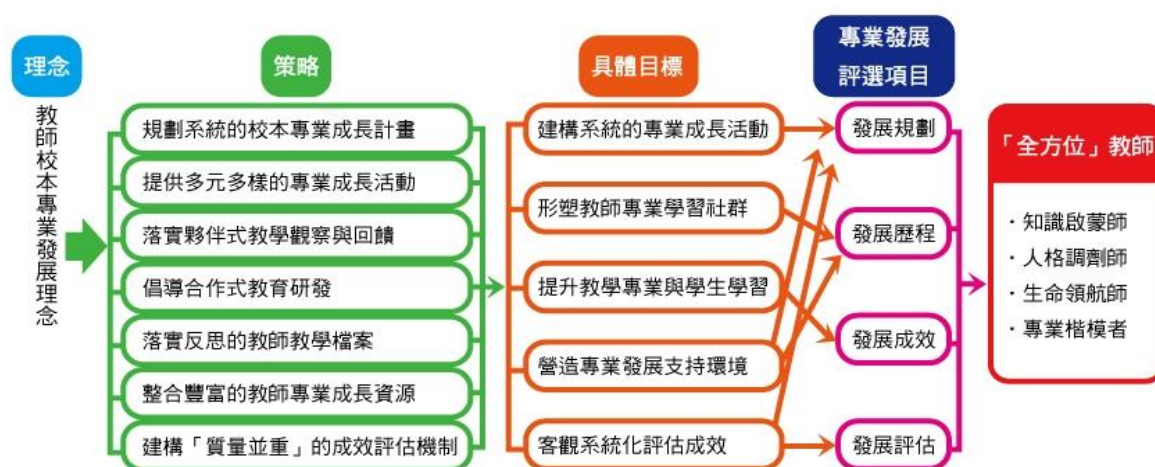 理念
教師校本專業發展理念
策略
規劃系統的校本專業成長計畫
提供多元多樣的專業成長活動
落實夥伴式教學觀察與回饋
倡導合作式教育研發
落實反思的教師教學檔案
整合豐富的教師專業成長資源
建構「質量並重」的成效評估機制
具體目標
建構系統的專業成長活動
形塑教師專業學習社群
提升教學專業與學生學習
營造專業發展支持環境
客觀系統化評估成效
專業發展
評選項目
發展規劃
發展歷程
發展成效
發展評估
「全方位」教師
·知識啟蒙師
·人格調劑師
·生命領航師
·專業楷模者